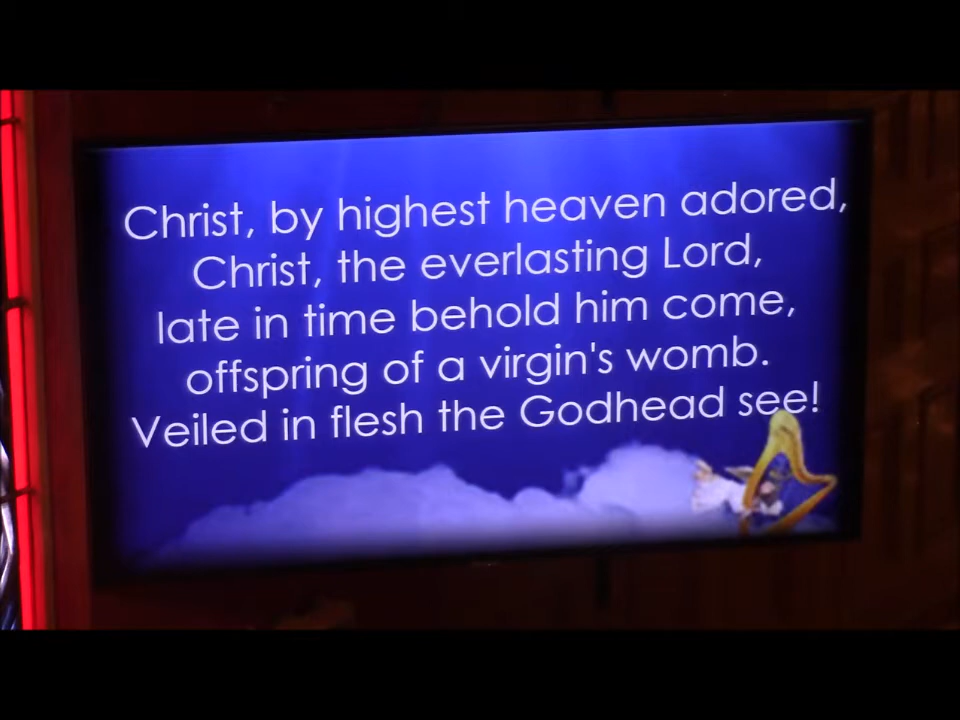 Christ, by highest heaven adored,
Christ, the everlasting Lord,
late in time behold him come,
offspring of a virgin's womb.
Veiled in flesh the Godhead see!